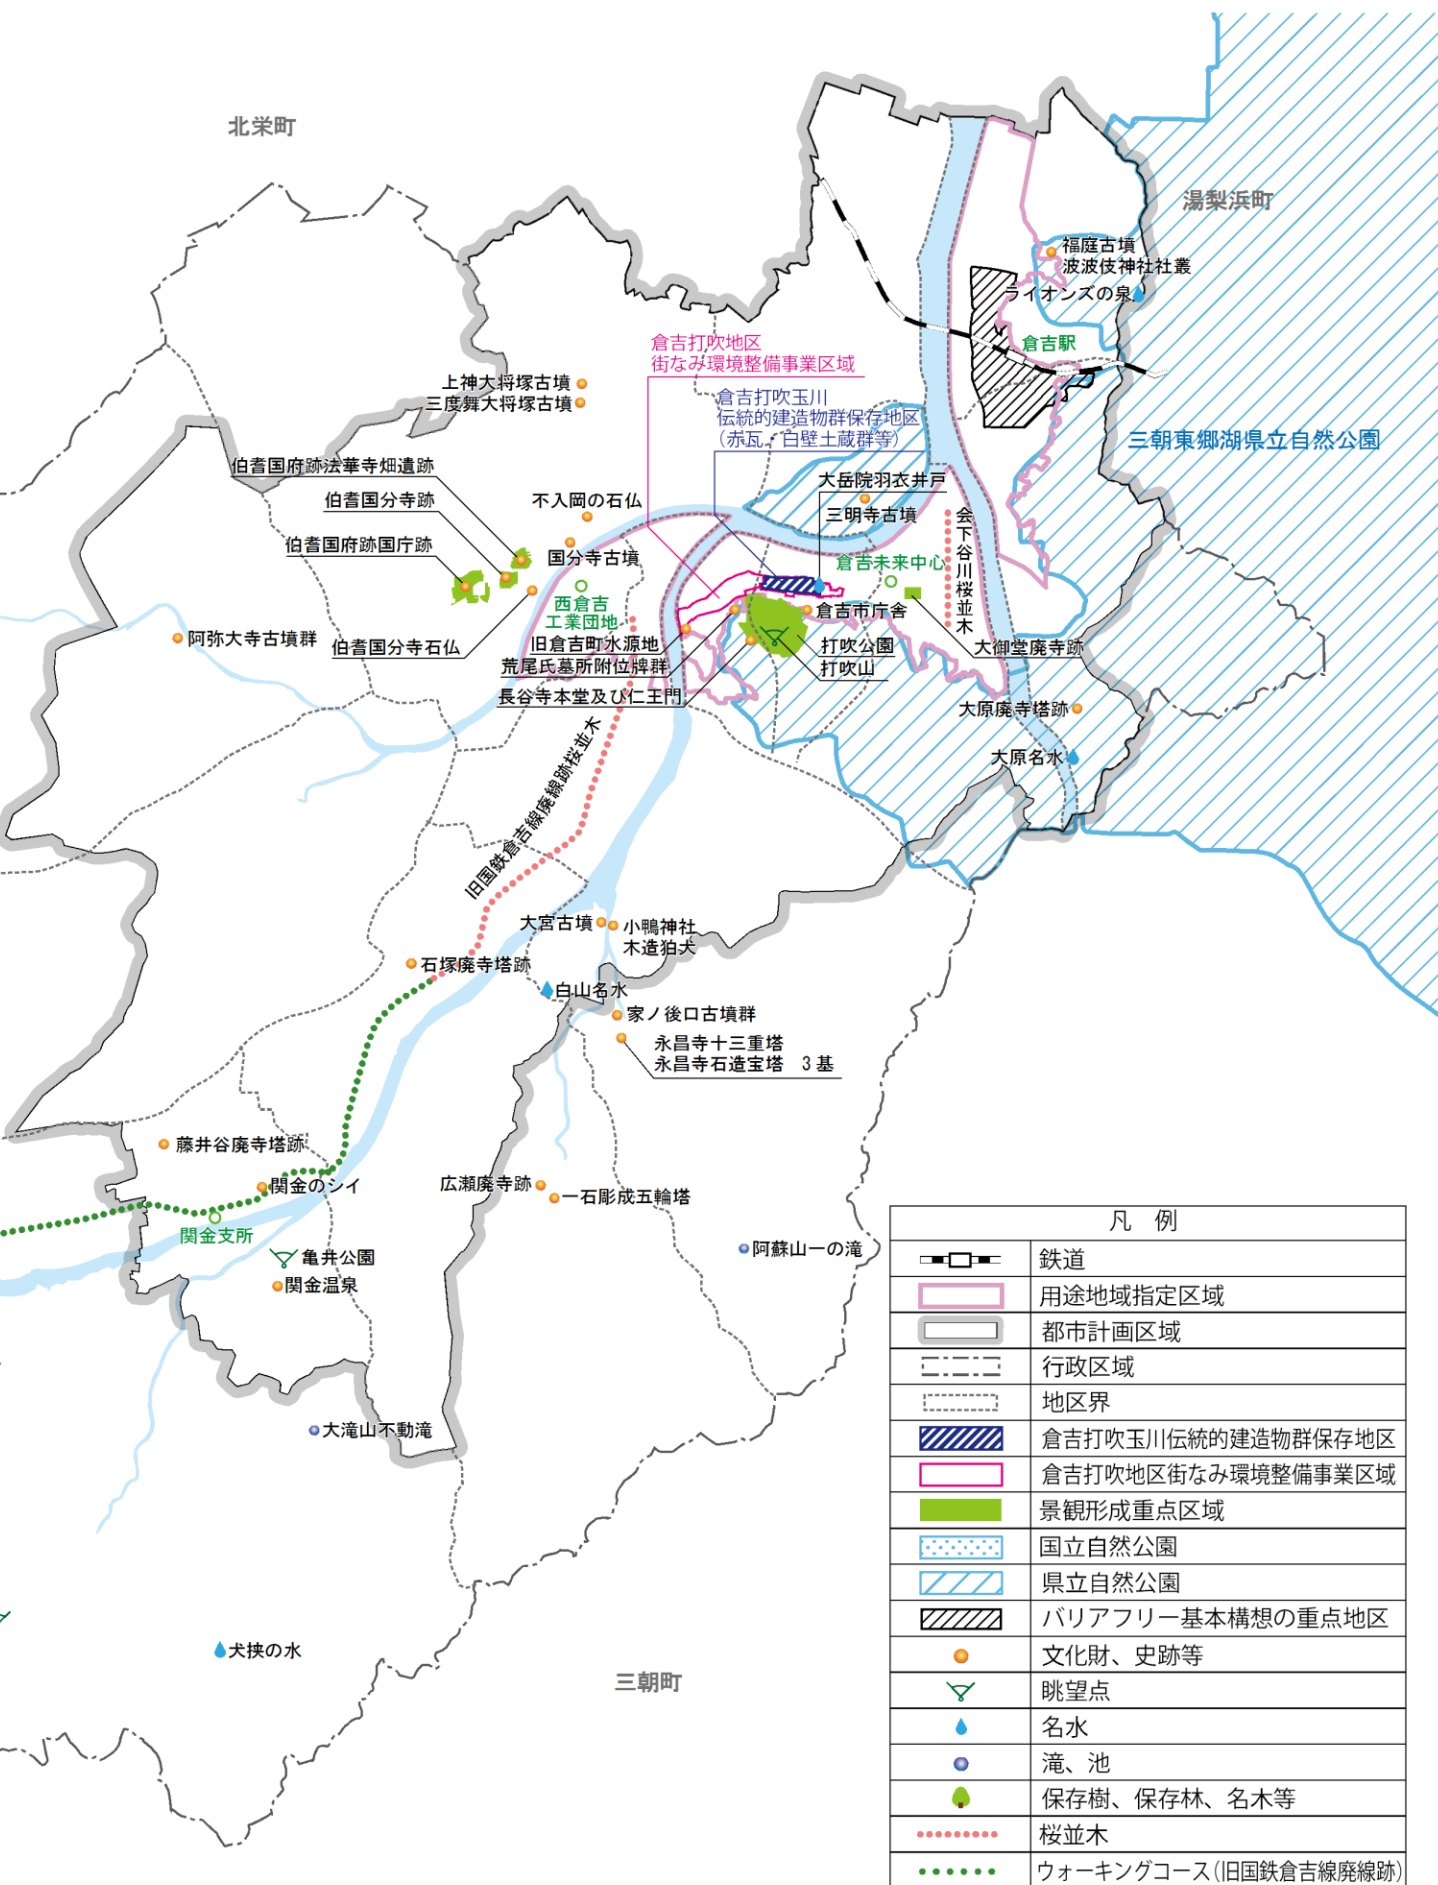 北栄町
湯梨浜町
福庭古墳
波波伎神社社叢
ライオンズの泉
倉吉駅
倉吉打吹地区
街なみ環境整備事業区域
上神大将塚古墳
三度舞大将塚古墳
倉吉打吹玉川
伝統的建造物群保存地区
(赤瓦・白壁土蔵群等)
三朝東郷湖県立自然公園
伯耆国府跡法華寺畑遺跡
伯耆国分寺跡
不入岡の石仏
大岳院羽衣井戸
三明寺古墳
会下谷川桜並木
伯耆国府跡国庁跡
国分寺古墳
倉吉未来中心
西倉吉
工業団地
倉吉市庁舎
阿弥大寺古墳群
伯耆国分寺石仏
旧倉吉町水源地
荒尾氏墓所附位牌群
長谷寺本堂及び仁王門
打吹公園
打吹山
大御堂廃寺跡
大原廃寺塔跡
大原名水
旧国鉄倉吉線廃線跡桜並木
大宮古墳
小鴨神社
木造狛犬
石塚廃寺塔跡
白山名水
家ノ後口古墳群
永昌寺十三重塔
永昌寺石造宝塔 3基
藤井谷廃寺塔跡
関金のシイ
広瀬廃寺跡
一石彫成五輪塔
関金支所
亀井公園
関金温泉
阿蘇山一の滝
大滝山不動滝
犬挟の水
三朝町
凡 例
鉄道
用途地域指定区域
都市計画区域
行政区域
地区界
倉吉打吹玉川伝統的建造物群保存地区
倉吉打吹地区街なみ環境整備事業区域
景観形成重点区域
国立自然公園
県立自然公園
バリアフリー基本構想の重点地区
文化財、史跡等
眺望点
名水
滝、池
保存樹、保存林、名木等
桜並木
ウォーキングコース(旧国鉄倉吉線廃線跡)